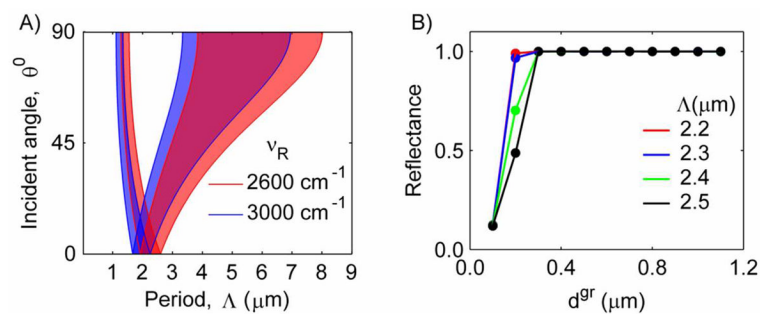 A)
90
45
0
Incident angle, θ⁰
ν_R
2600 cm⁻¹
3000 cm⁻¹
1 2 3 4 5 6 7 8 9
Period, Λ (μm)
B)
1.0
0.5
0.0
Reflectance
Λ(μm)
2.2
2.3
2.4
2.5
0.0 0.4 0.8 1.2
d^gr (μm)